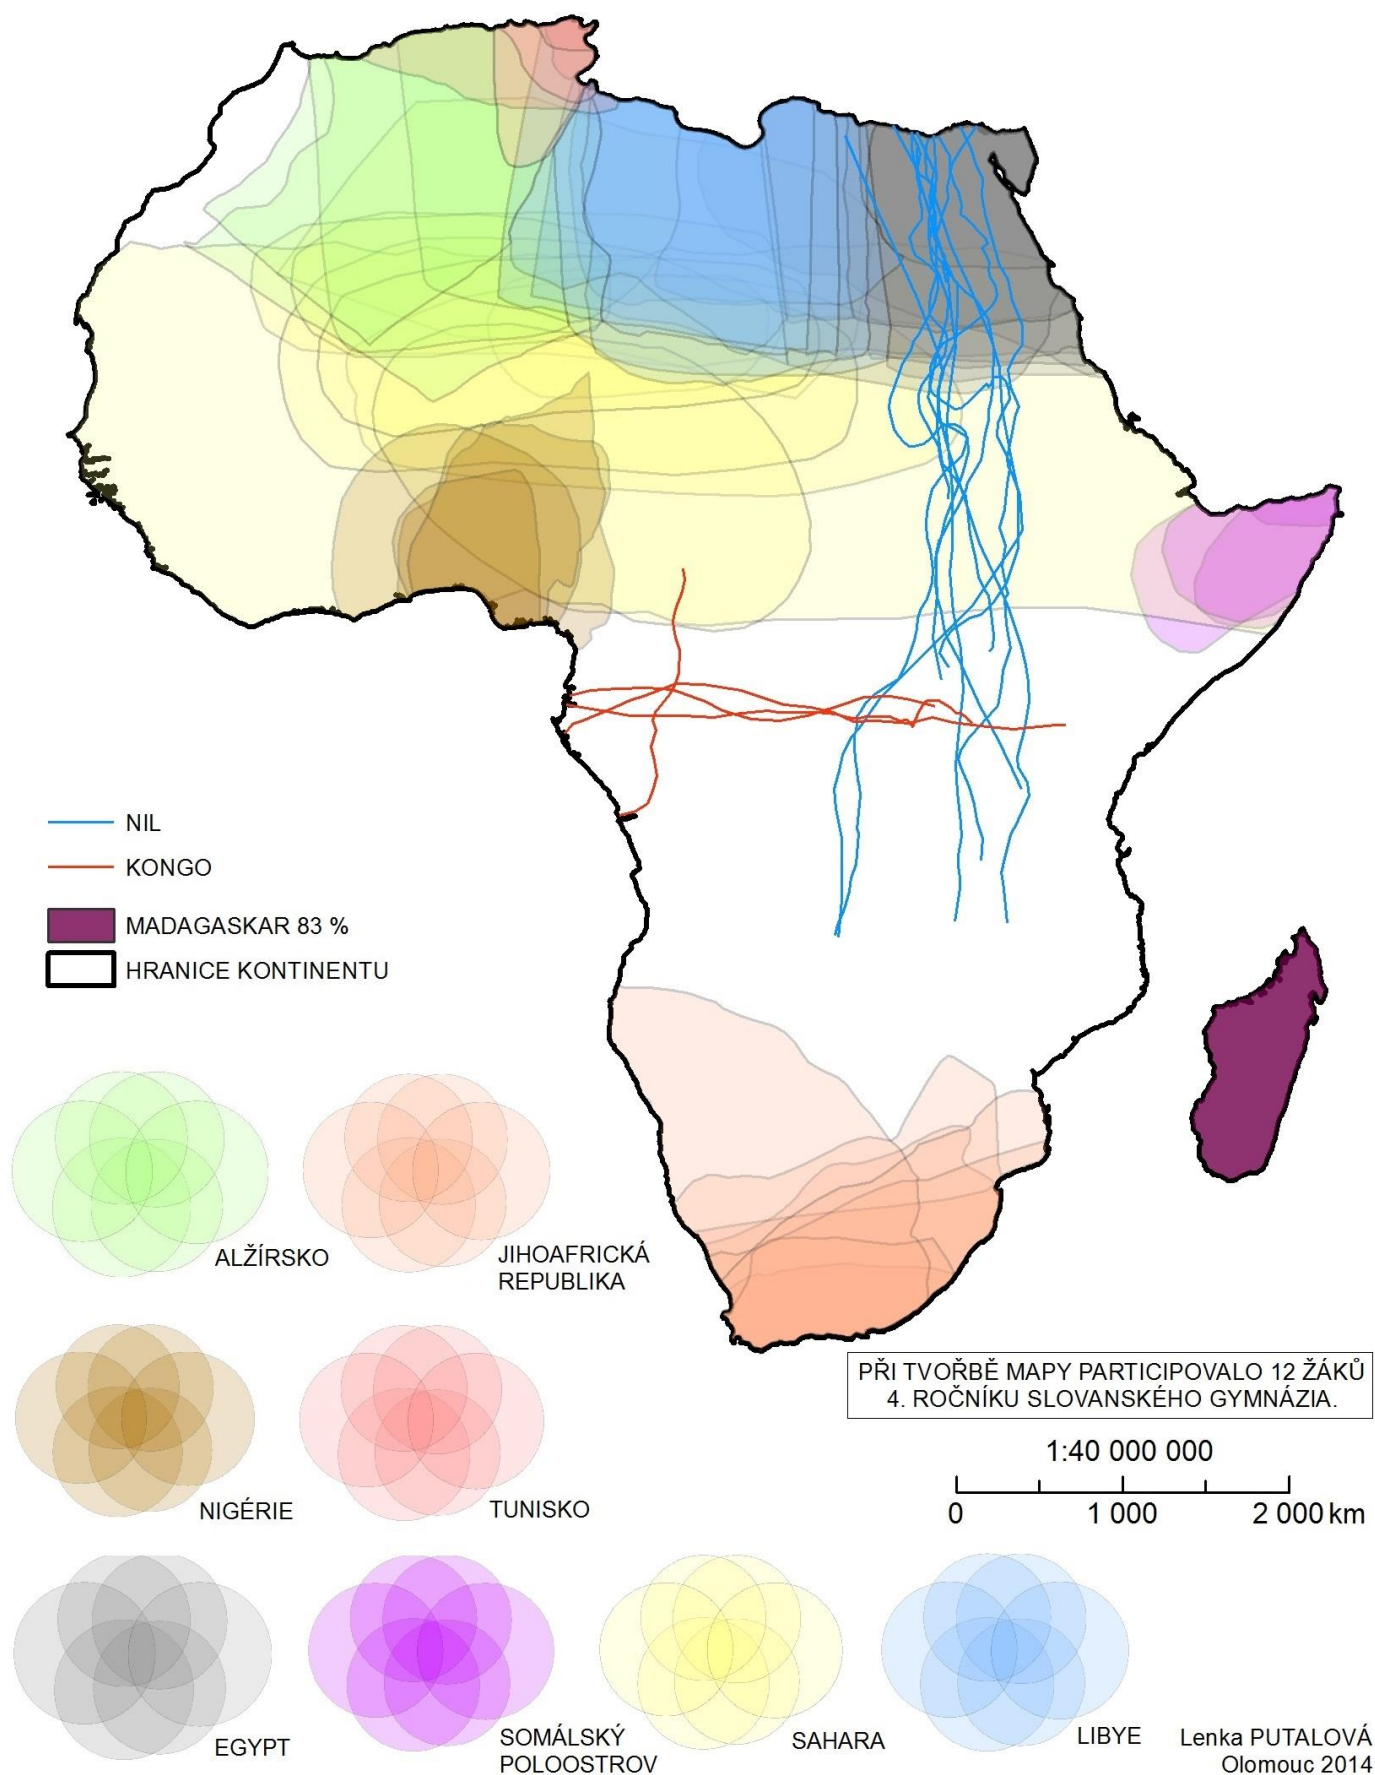 NIL
KONGO
MADAGASKAR 83 %
HRANICE KONTINENTU
ALŽÍRSKO
JIHOAFRICKÁ
REPUBLIKA
NIGÉRIE
TUNISKO
PŘI TVOŘBĚ MAPY PARTICIPOVALO 12 ŽÁKŮ
4. ROČNÍKU SLOVANSKÉHO GYMNÁZIA.
1:40 000 000
0 1 000 2 000 km
EGYPT
SOMÁLSKÝ
POLOOSTROV
SAHARA
LIBYE
Lenka PUTALOVÁ
Olomouc 2014